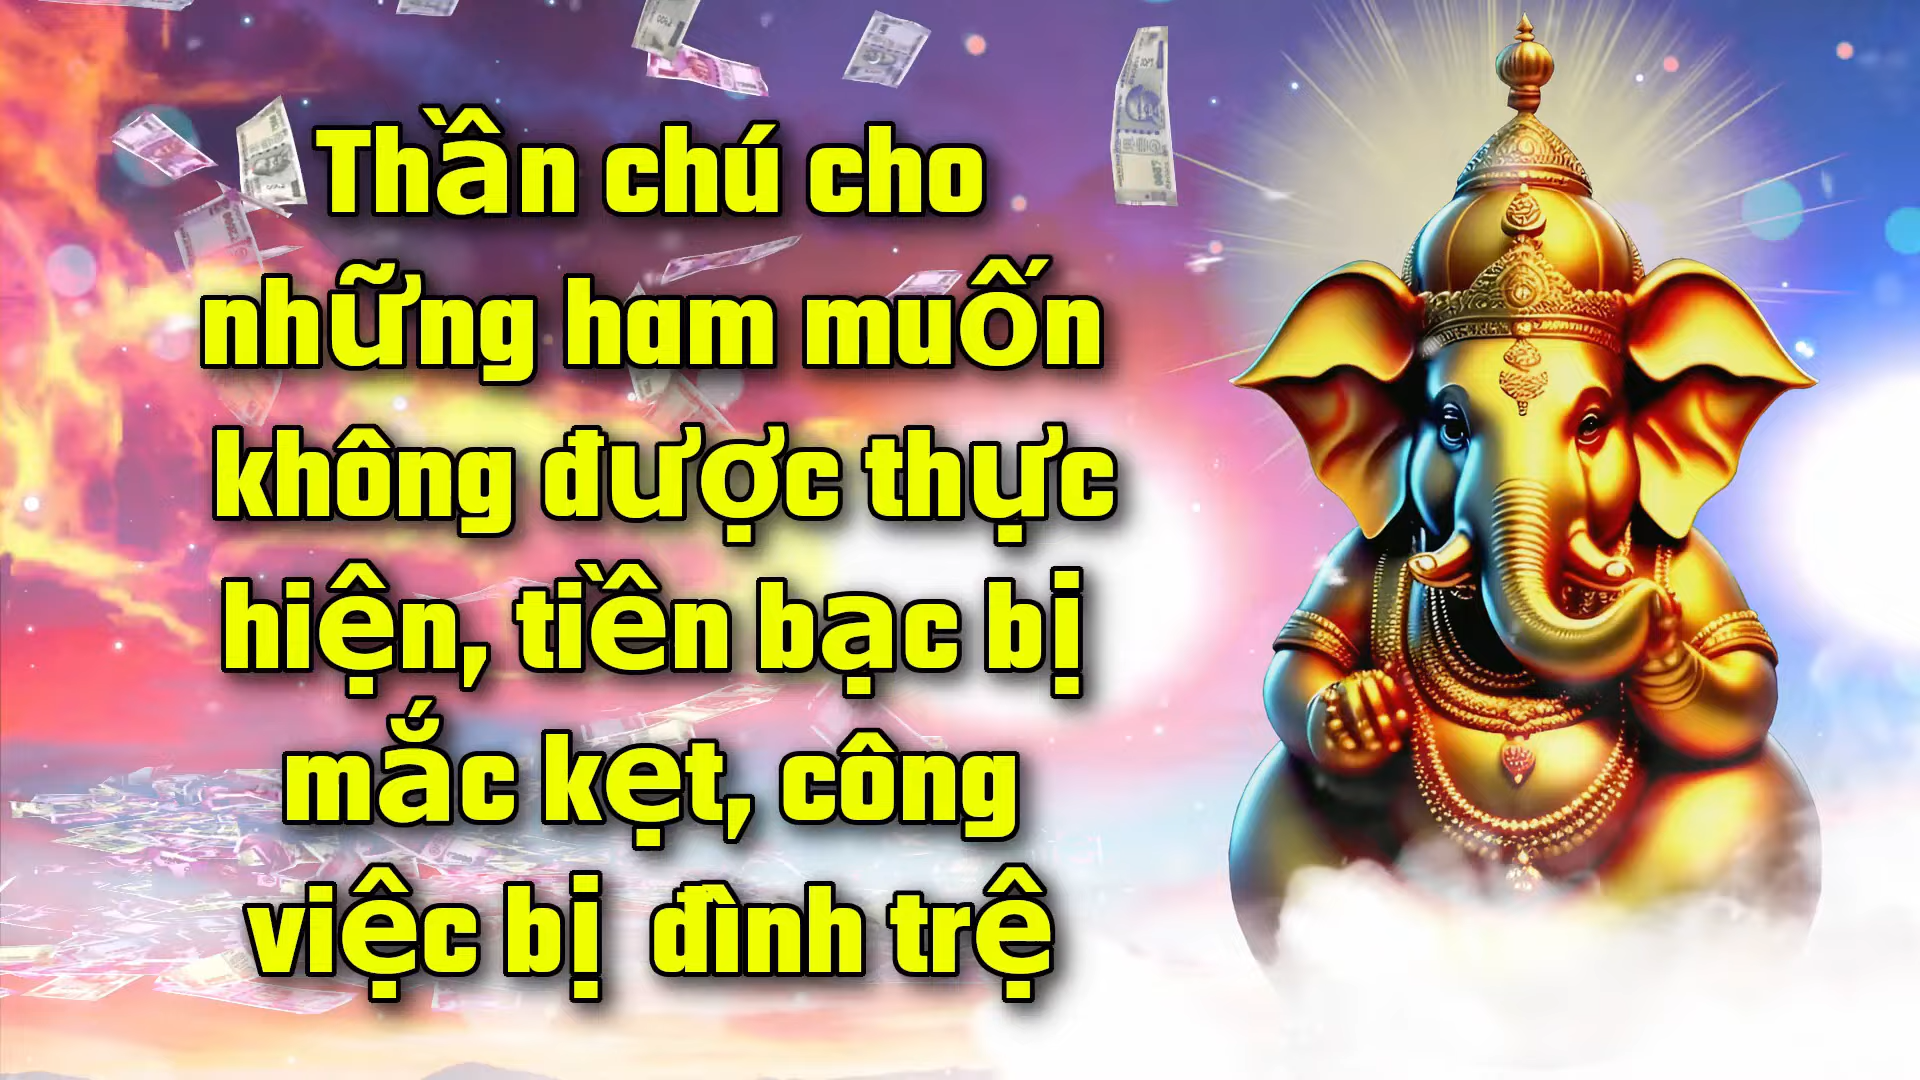 Thần chú cho
những ham muốn
không được thực
hiện, tiền bạc bị
mắc kẹt, công
việc bị đình trệ